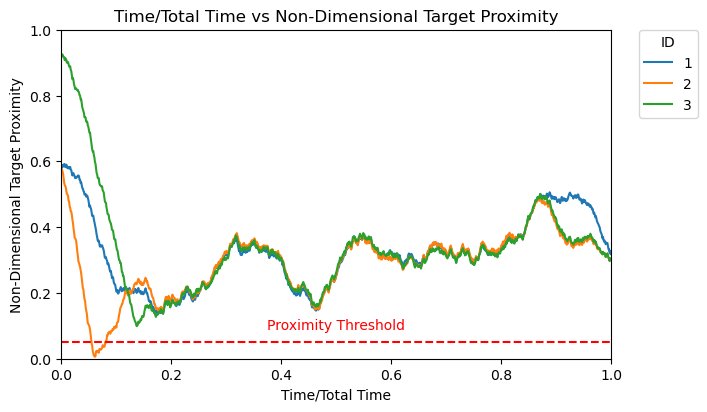 Time/Total Time vs Non-Dimensional Target Proximity
Non-Dimensional Target Proximity
1.0
0.8
0.6
0.4
0.2
0.0
Proximity Threshold
0.0 0.2 0.4 0.6 0.8 1.0
Time/Total Time
ID
1
2
3